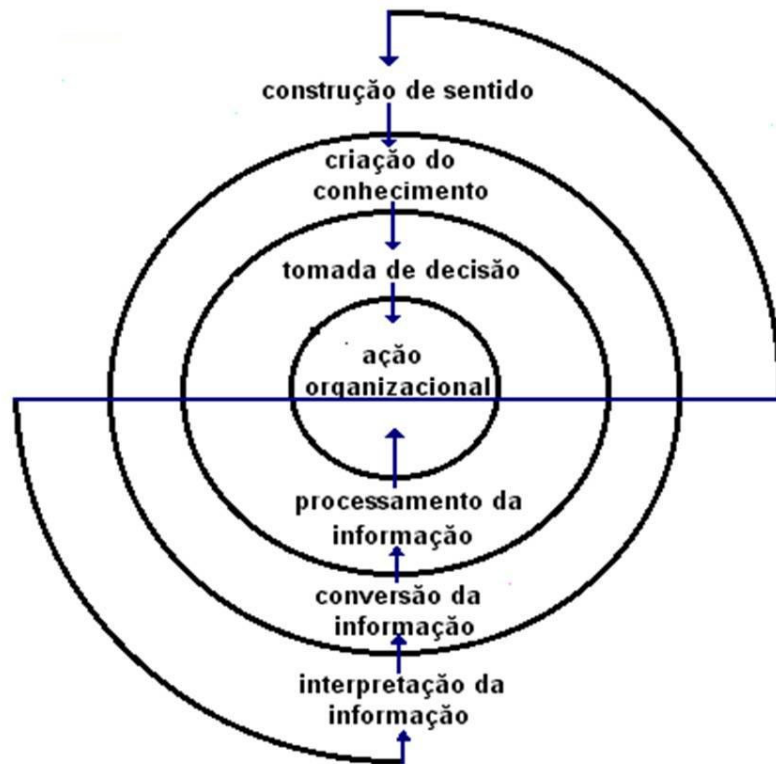 construção de sentido
criação do
conhecimento
tomada de decisão
ação
organizacional
processamento da
informação
conversão da
informação
interpretação da
informação